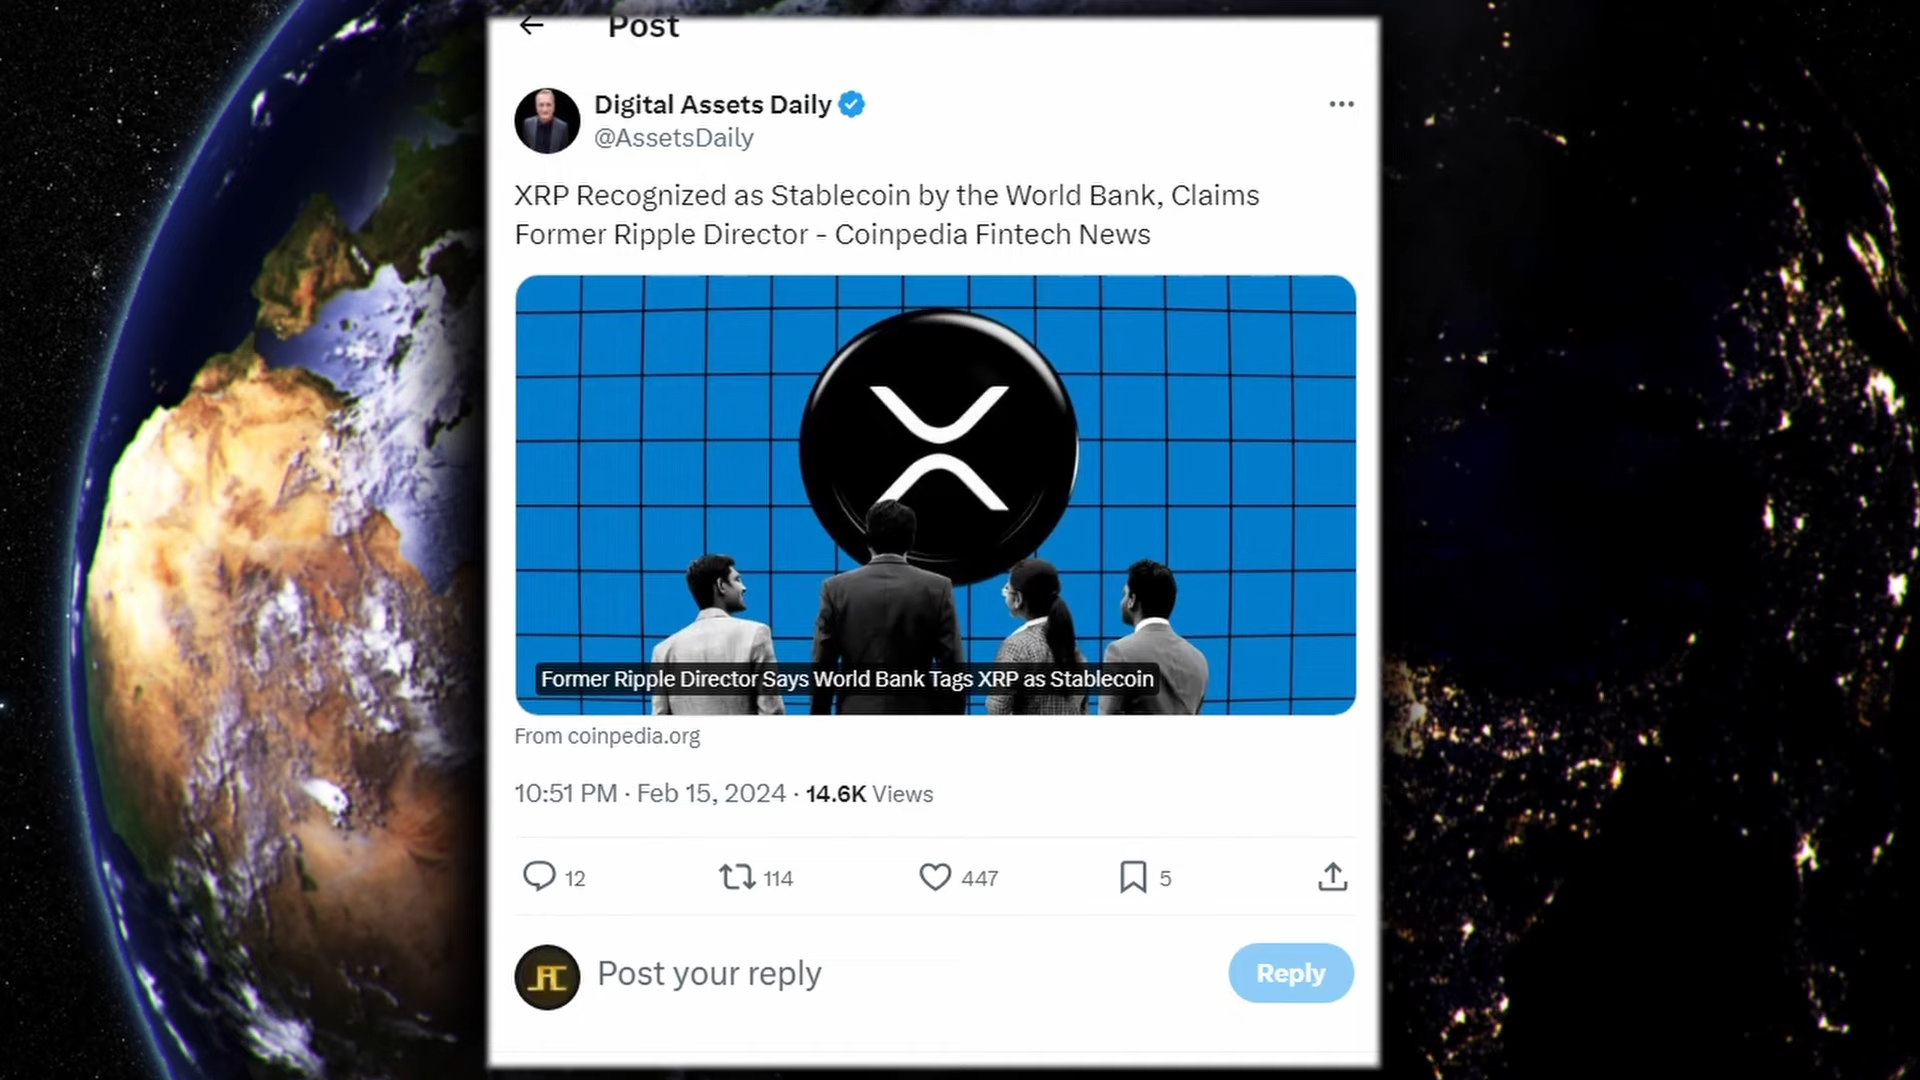 Post
Digital Assets Daily
@AssetsDaily
XRP Recognized as Stablecoin by the World Bank, Claims
Former Ripple Director - Coinpedia Fintech News
Former Ripple Director Says World Bank Tags XRP as Stablecoin
From coinpedia.org
10:51 PM · Feb 15, 2024 · 14.6K Views
12 114 447 5
Post your reply
Reply